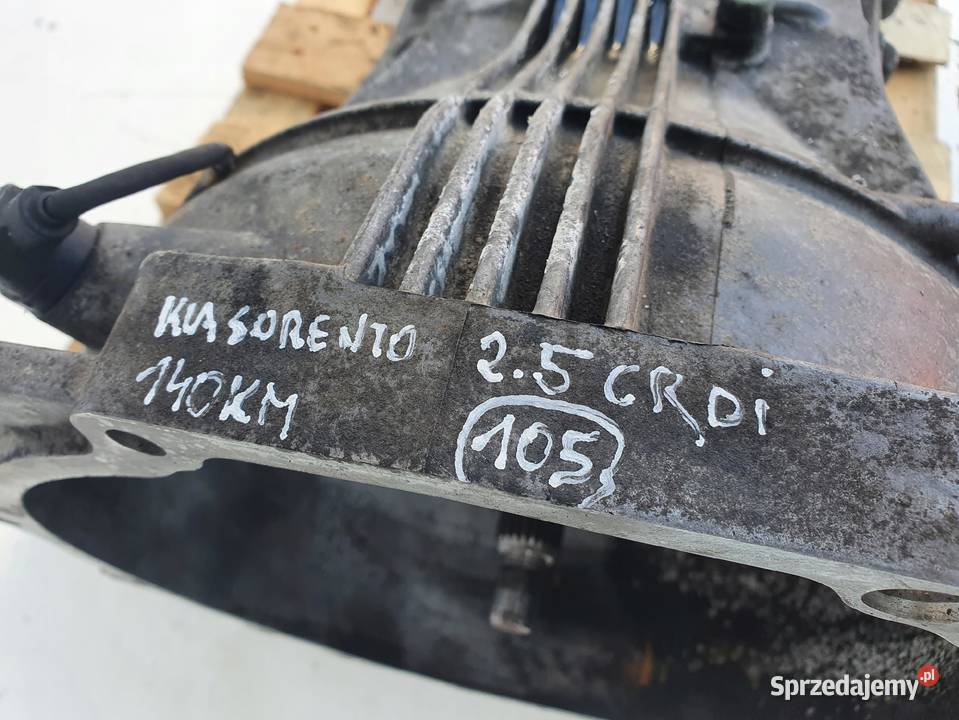 KIA SORENTO 2.5 CRDi
140KM 105
Sprzedajemy.pl